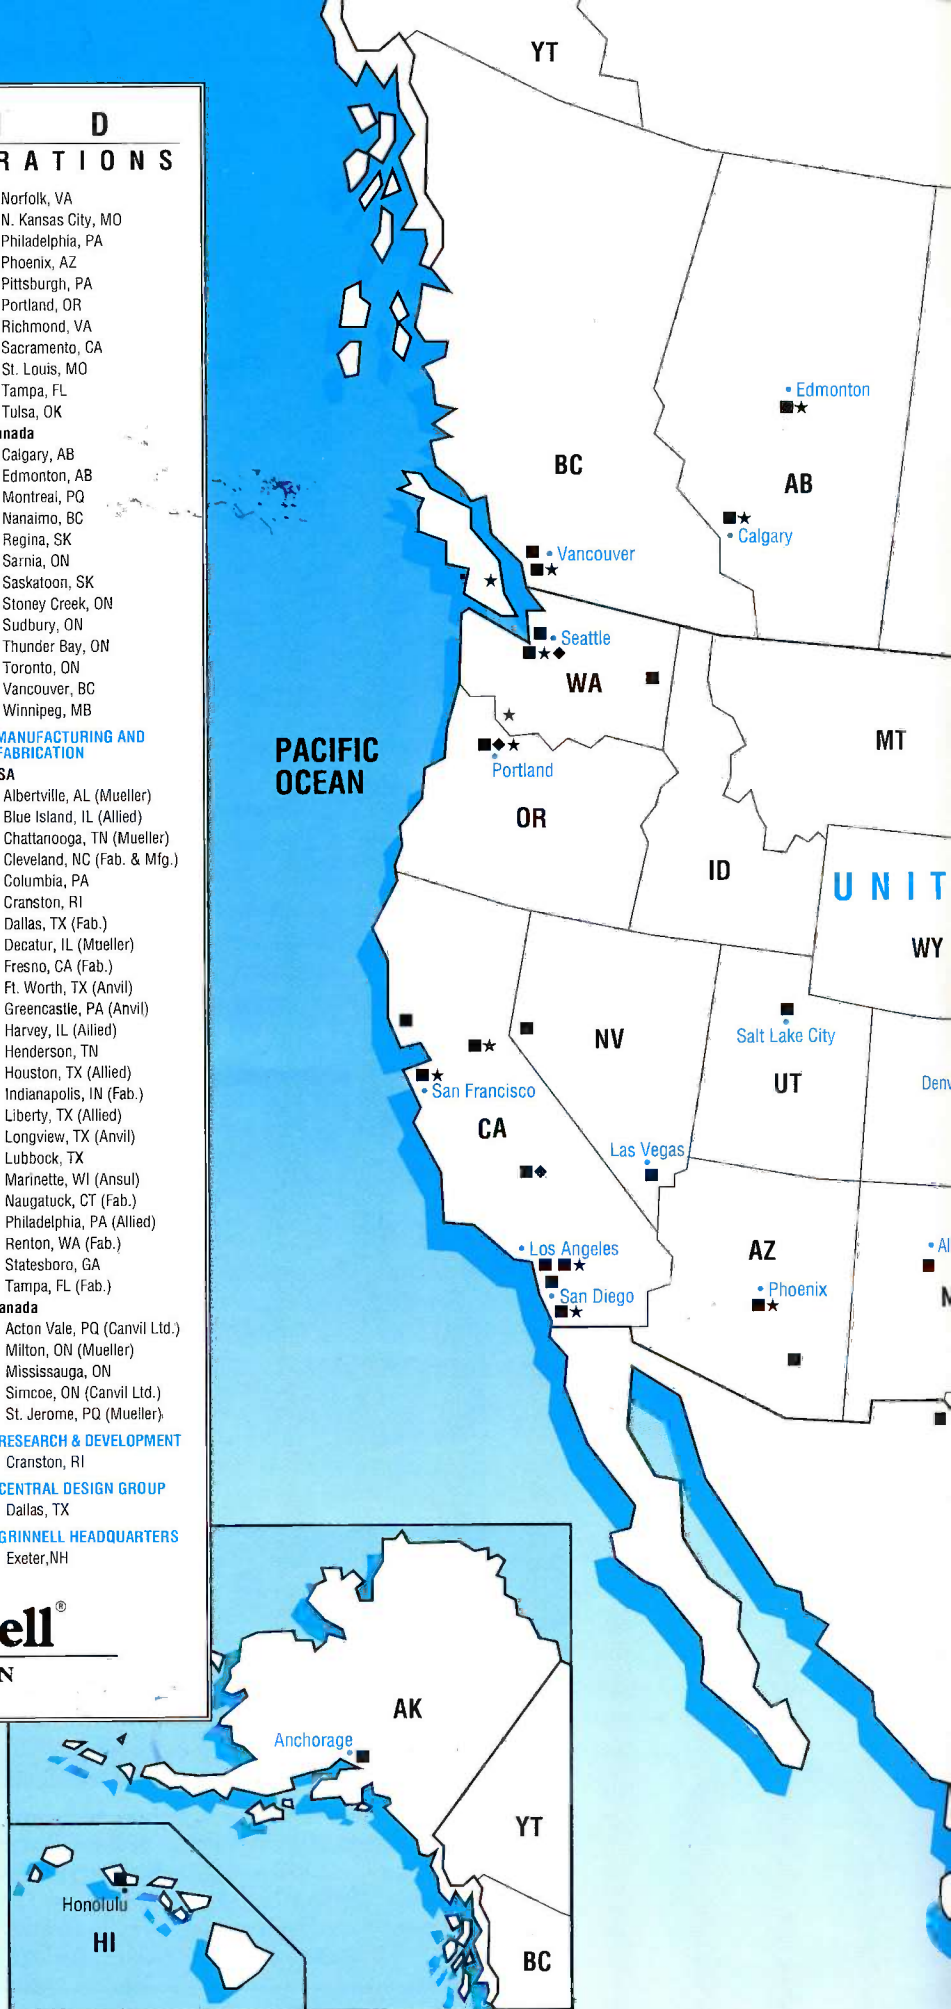 D
RATIONS
Norfolk, VA
N. Kansas City, MO
Philadelphia, PA
Phoenix, AZ
Pittsburgh, PA
Portland, OR
Richmond, VA
Sacramento, CA
St. Louis, MO
Tampa, FL
Tulsa, OK
anada
Calgary, AB
Edmonton, AB
Montreal, PQ
Nanaimo, BC
Regina, SK
Sarnia, ON
Saskatoon, SK
Stoney Creek, ON
Sudbury, ON
Thunder Bay, ON
Toronto, ON
Vancouver, BC
Winnipeg, MB
MANUFACTURING AND
FABRICATION
SA
Albertville, AL (Mueller)
Blue Island, IL (Allied)
Chattanooga, TN (Mueller)
Cleveland, NC (Fab. & Mfg.)
Columbia, PA
Cranston, RI
Dallas, TX (Fab.)
Decatur, IL (Mueller)
Fresno, CA (Fab.)
Ft. Worth, TX (Anvil)
Greencastle, PA (Anvil)
Harvey, IL (Allied)
Henderson, TN
Houston, TX (Allied)
Indianapolis, IN (Fab.)
Liberty, TX (Allied)
Longview, TX (Anvil)
Lubbock, TX
Marinette, WI (Ansul)
Naugatuck, CT (Fab.)
Philadelphia, PA (Allied)
Renton, WA (Fab.)
Statesboro, GA
Tampa, FL (Fab.)
anada
Acton Vale, PQ (Canvil Ltd.)
Milton, ON (Mueller)
Mississauga, ON
Simcoe, ON (Canvil Ltd.)
St. Jerome, PQ (Mueller)
RESEARCH & DEVELOPMENT
Cranston, RI
CENTRAL DESIGN GROUP
Dallas, TX
GRINNELL HEADQUARTERS
Exeter,NH
ell®
N
YT
Edmonton
BC
AB
Calgary
Vancouver
Seattle
WA
PACIFIC
OCEAN
MT
Portland
OR
ID
UNIT
WY
NV
Salt Lake City
UT
Denv
San Francisco
CA
Las Vegas
Los Angeles
AZ
Al
San Diego
Phoenix
AK
Anchorage
YT
Honolulu
HI
BC